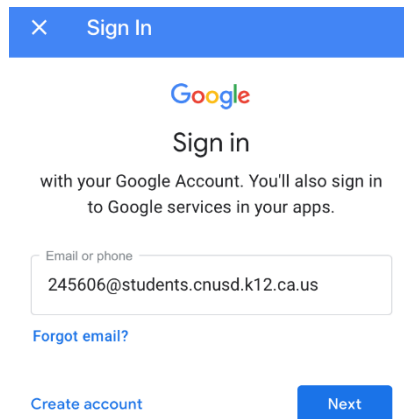 × Sign In
Google
Sign in
with your Google Account. You'll also sign in
to Google services in your apps.
Email or phone
245606@students.cnusd.k12.ca.us
Forgot email?
Create account Next